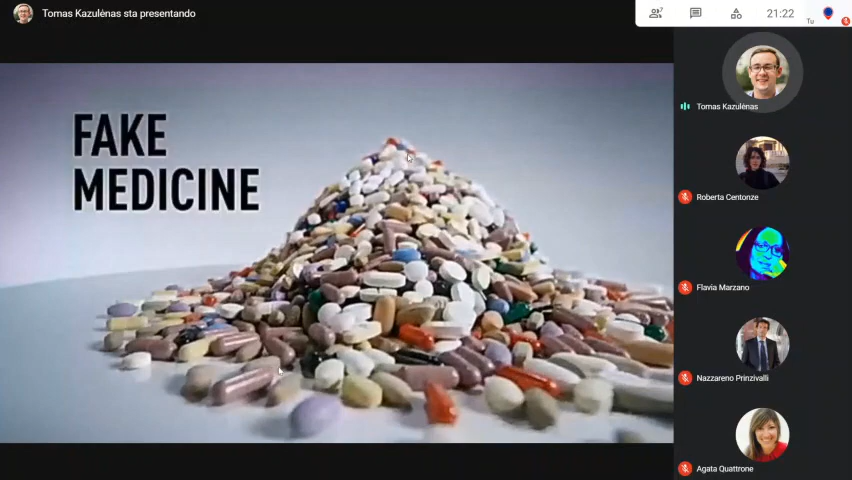 Tomas Kazulėnas sta presentando
7
21:22
Tu
FAKE
MEDICINE
Tomas Kazulėnas
Roberta Centonze
Flavia Marzano
Nazzareno Prinzivalli
Agata Quattrone